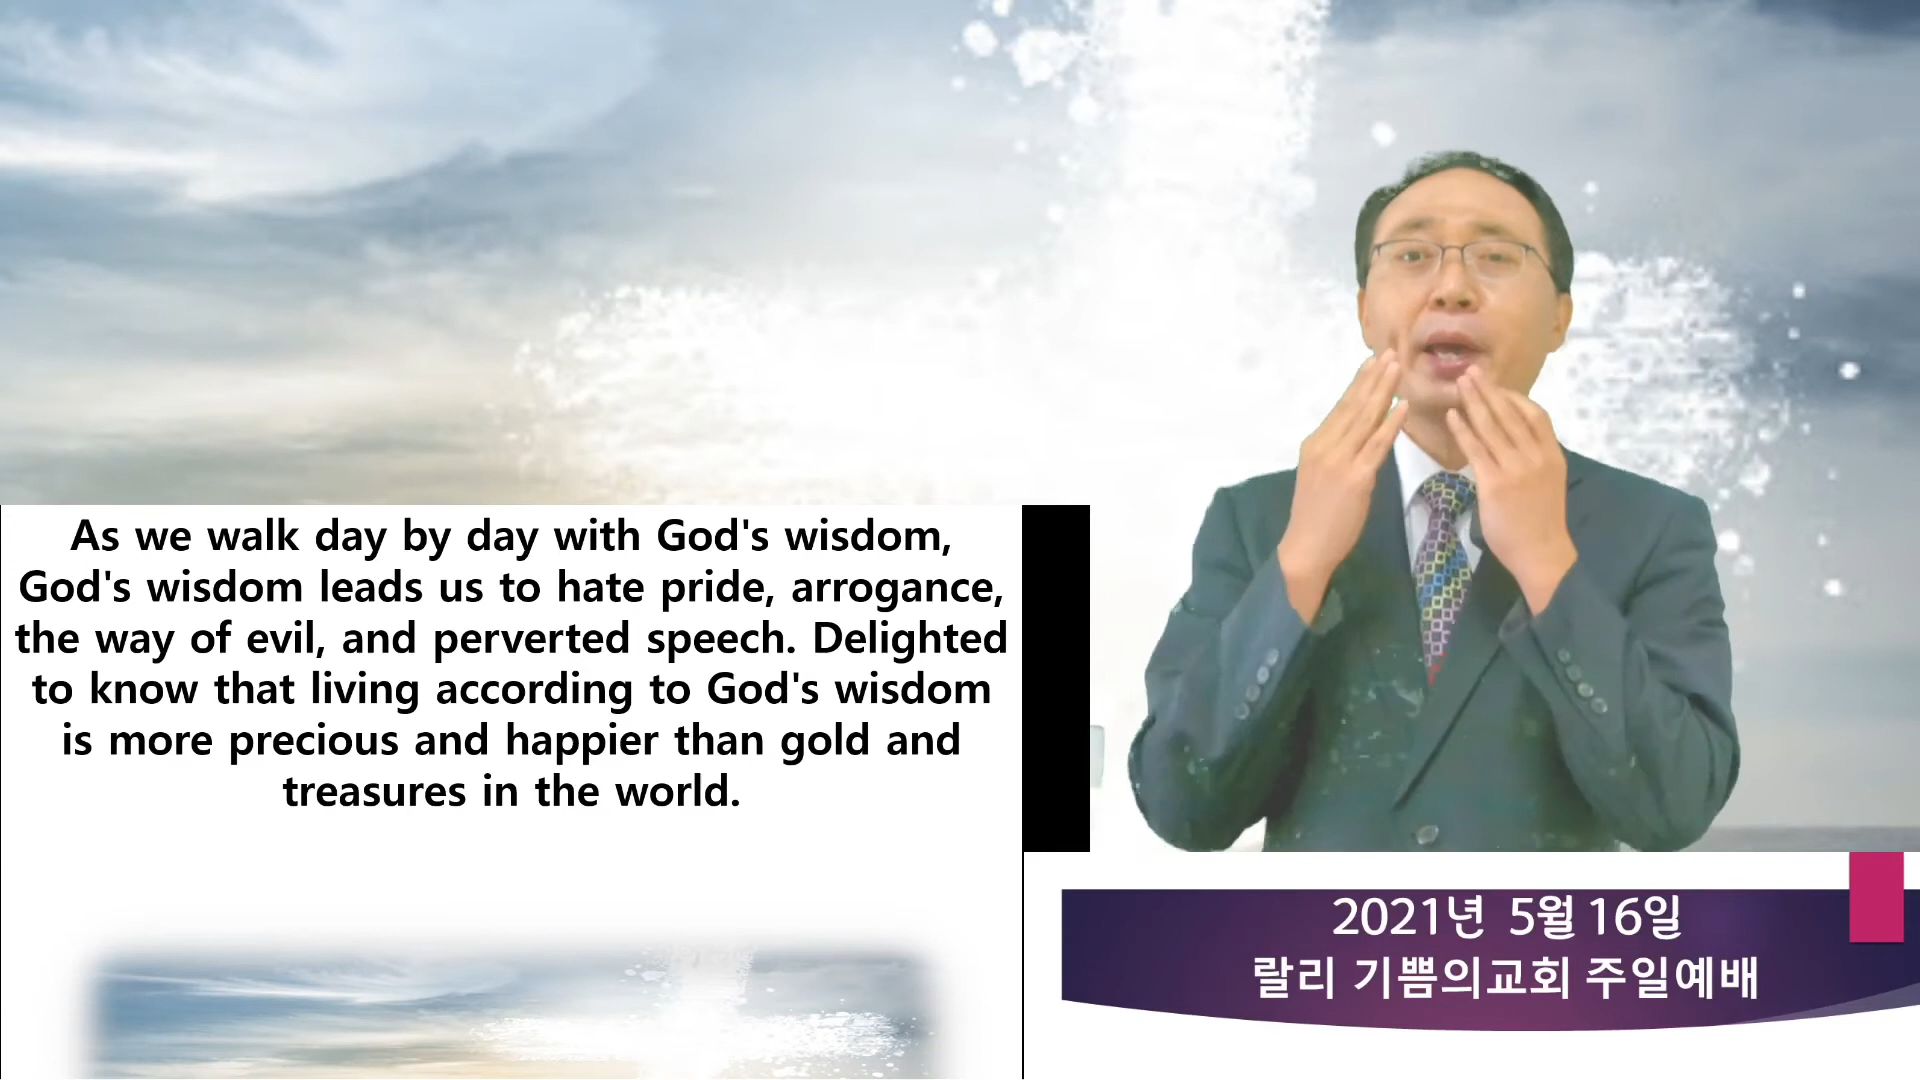 As we walk day by day with God's wisdom,
God's wisdom leads us to hate pride, arrogance,
the way of evil, and perverted speech. Delighted
to know that living according to God's wisdom
is more precious and happier than gold and
treasures in the world.
2021년 5월 16일
랄리 기쁨의교회 주일예배